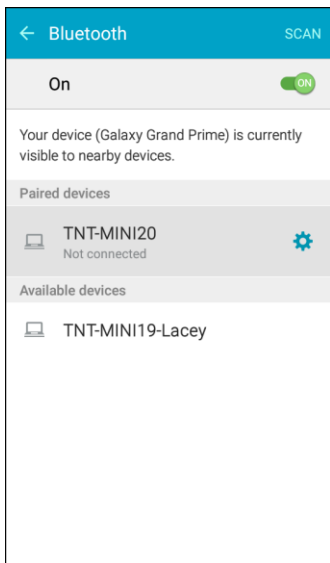 Bluetooth SCAN
On ON
Your device (Galaxy Grand Prime) is currently
visible to nearby devices.
Paired devices
TNT-MINI20
Not connected
Available devices
TNT-MINI19-Lacey